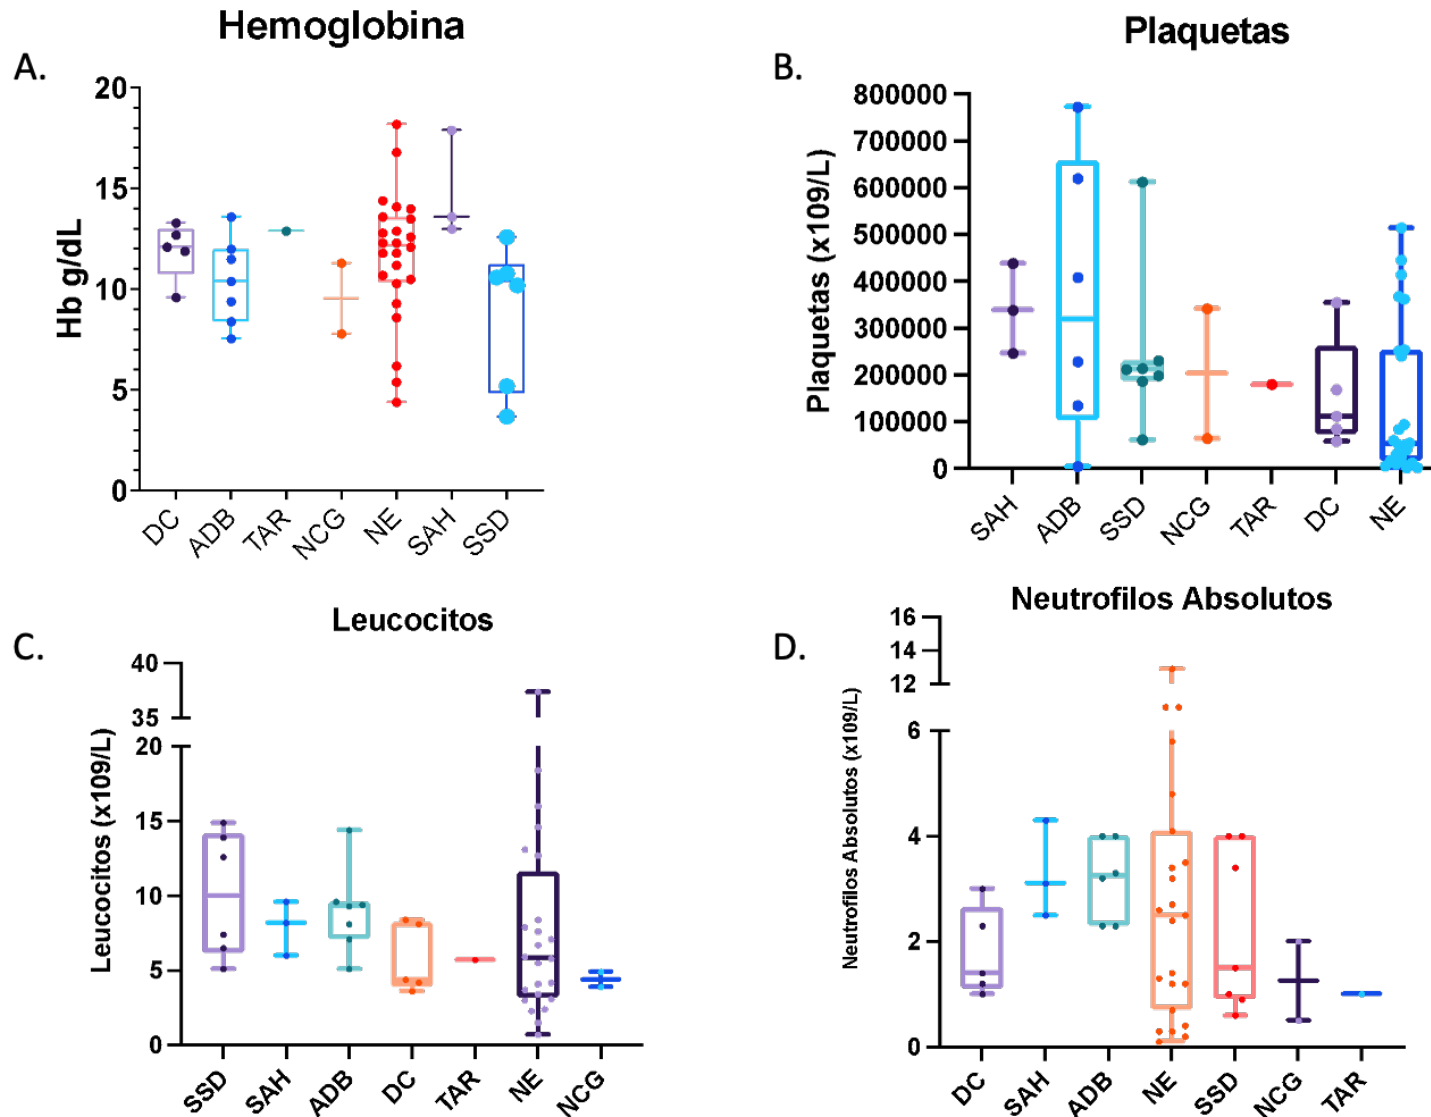 Hemoglobina
A.
Hb g/dL
20
15
10
5
0
DC ADB TAR NCG NE SAH SSD
Plaquetas
B.
Plaquetas (x109/L)
800000
700000
600000
500000
400000
300000
200000
100000
0
SAH ADB SSD NCG TAR DC NE
Leucocitos
C.
Leucocitos (x109/L)
40
35
20
15
10
5
0
SSD SAH ADB DC TAR NE NCG
Neutrofilos Absolutos
D.
Neutrofilos Absolutos (x109/L)
16
14
12
6
4
2
0
DC SAH ADB NE SSD NCG TAR